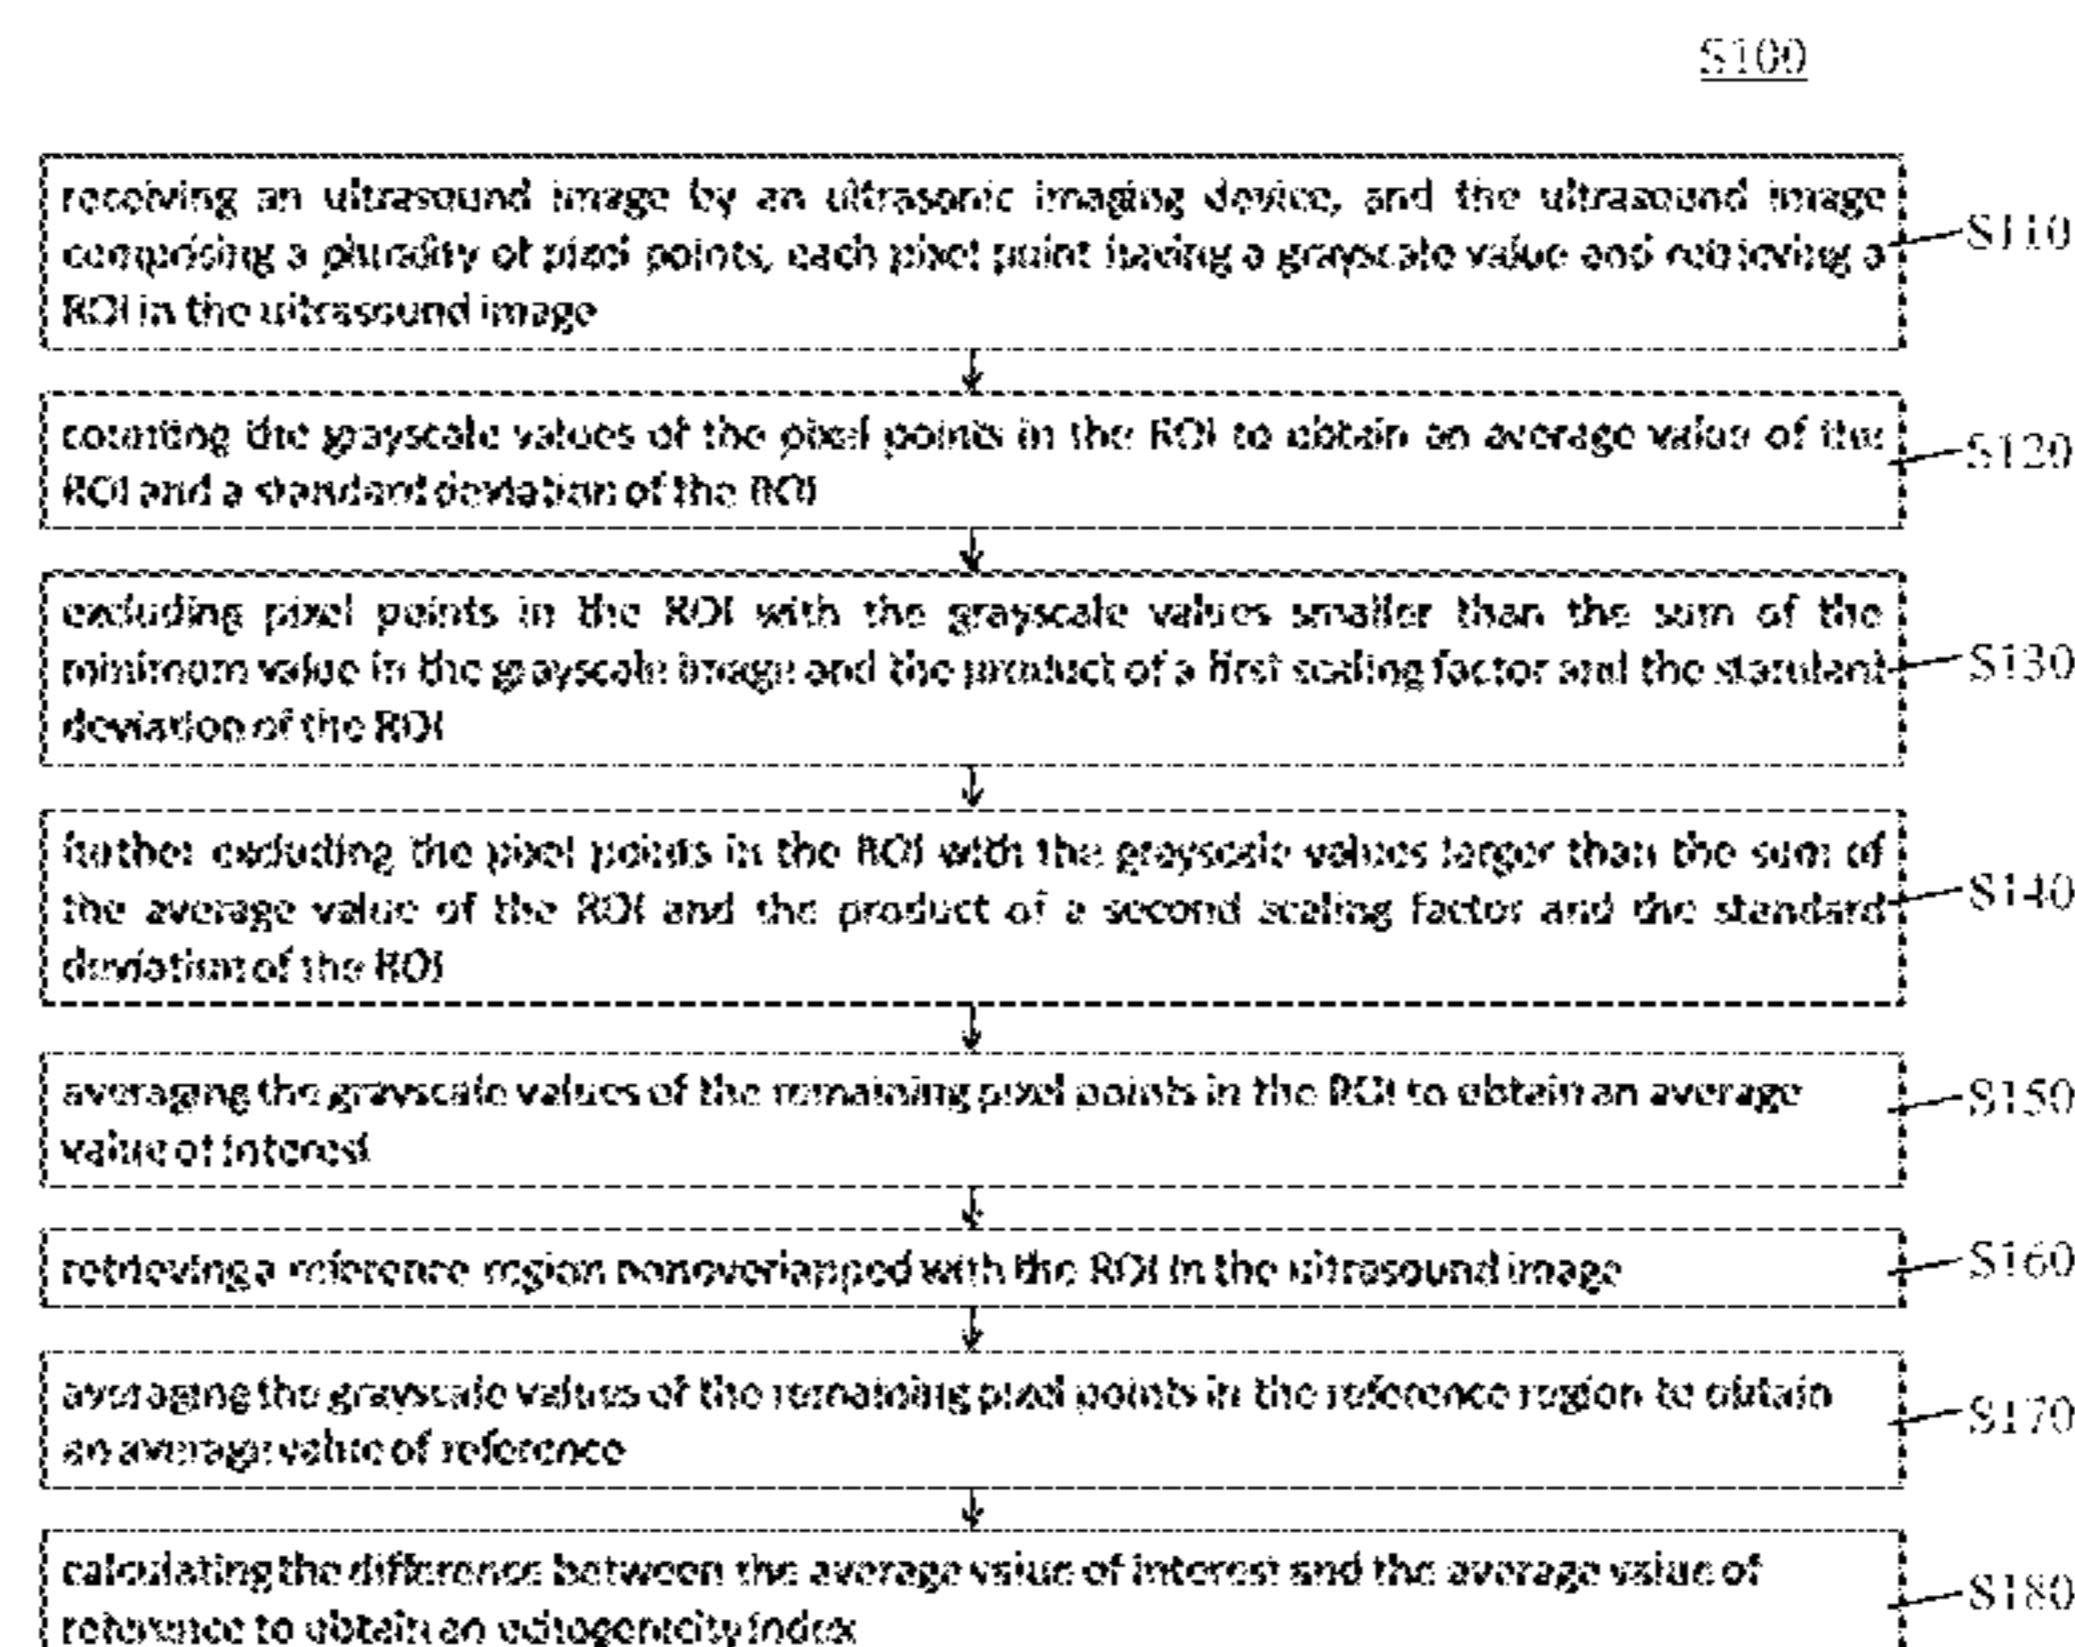 S100
receiving an ultrasound image by an ultrasonic imaging device, and the ultrasound image
comprising a plurality of pixel points, each pixel point having a grayscale value and retrieving a
ROI in the ultrasound image
S110
counting the grayscale values of the pixel points in the ROI to obtain an average value of the
ROI and a standard deviation of the ROI
S120
excluding pixel points in the ROI with the grayscale values smaller than the sum of the
minimum value in the grayscale image and the product of a first scaling factor and the standard
deviation of the ROI
S130
further excluding the pixel points in the ROI with the grayscale values larger than the sum of
the average value of the ROI and the product of a second scaling factor and the standard
deviation of the ROI
S140
averaging the grayscale values of the remaining pixel points in the ROI to obtain an average
value of interest
S150
retrieving a reference region nonoverlapped with the ROI in the ultrasound image
S160
averaging the grayscale values of the remaining pixel points in the reference region to obtain
an average value of reference
S170
calculating the difference between the average value of interest and the average value of
reference to obtain an echogenicity index
S180